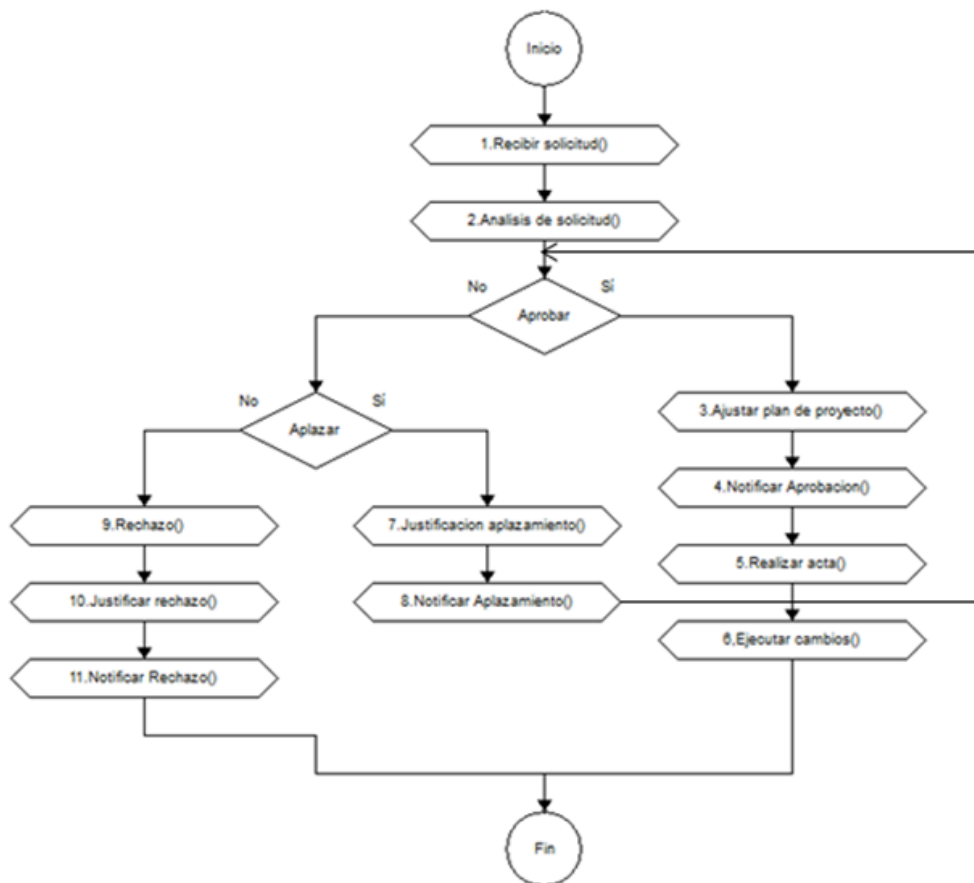 Inicio
1.Recibir solicitud()
2.Analisis de solicitud()
No
Sí
Aprobar
No
Sí
Aplazar
3.Ajustar plan de proyecto()
4.Notificar Aprobacion()
9.Rechazo()
7.Justificacion aplazamiento()
5.Realizar acta()
10.Justificar rechazo()
8.Notificar Aplazamiento()
6,Ejecutar cambios()
11.Notificar Rechazo()
Fin